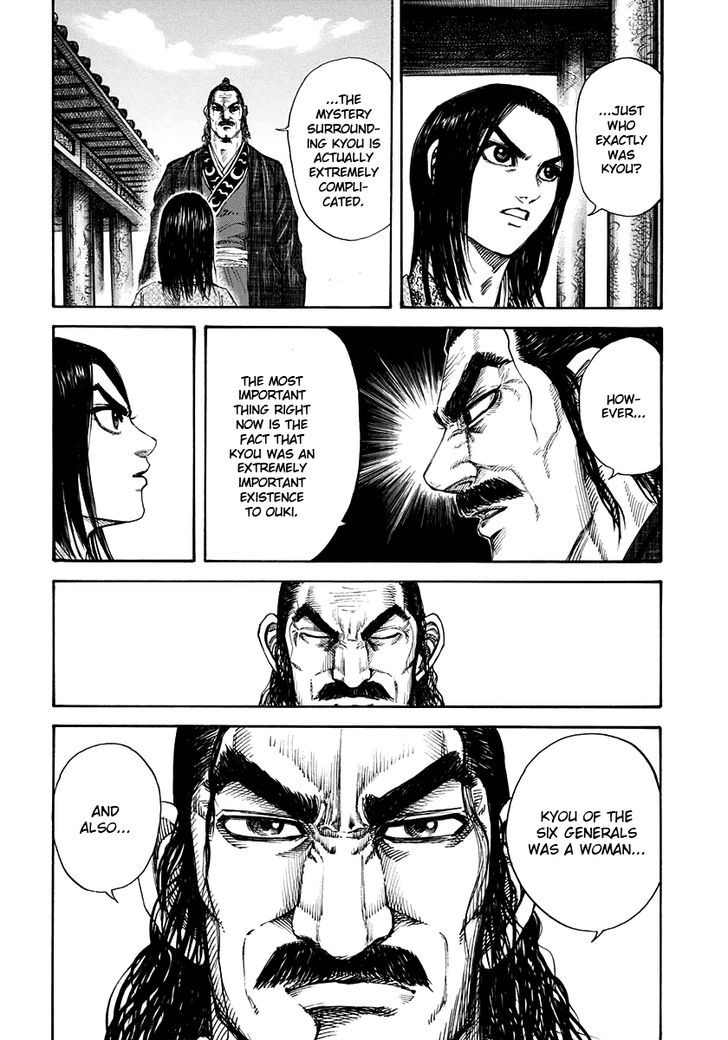 ...JUST
WHO
EXACTLY
WAS
KYOU?
...THE
MYSTERY
SURROUND-
ING KYOU IS
ACTUALLY
EXTREMELY
COMPLI-
CATED.
HOW-
EVER...
THE MOST
IMPORTANT
THING RIGHT
NOW IS THE
FACT THAT
KYOU WAS AN
EXTREMELY
IMPORTANT
EXISTENCE
TO OUKI.
KYOU OF THE
SIX GENERALS
WAS A WOMAN...
AND
ALSO...